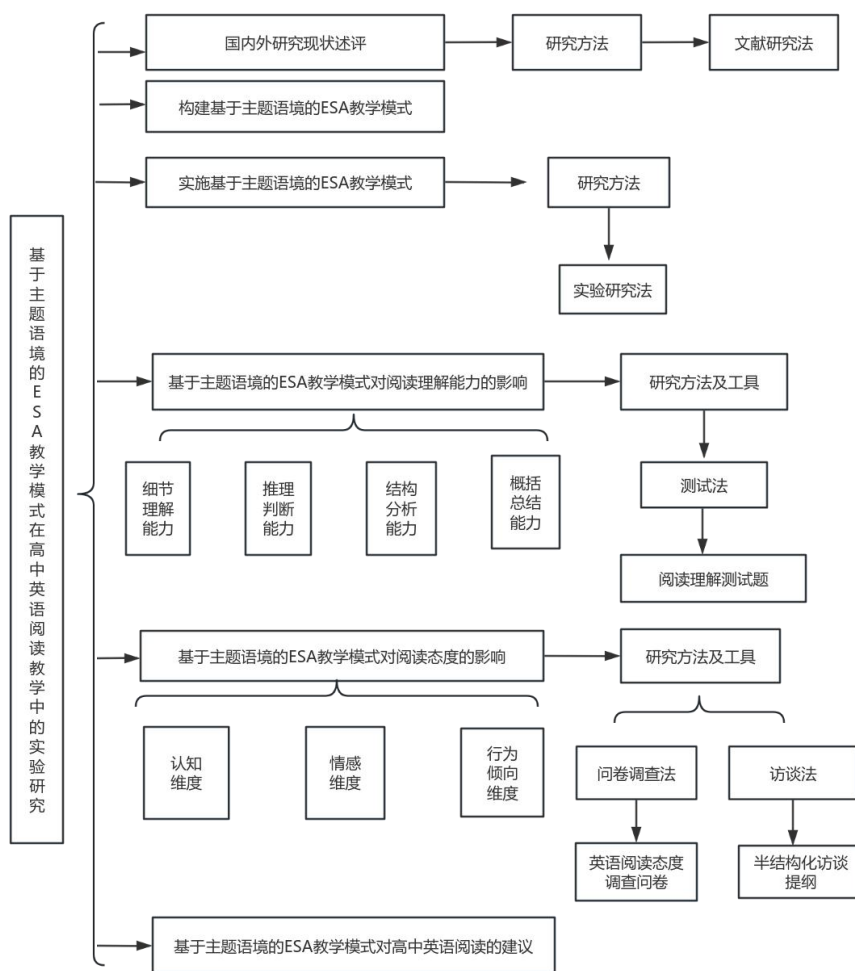 基于主题语境的ESA教学模式在高中英语阅读教学中的实验研究
国内外研究现状述评
研究方法
文献研究法
构建基于主题语境的ESA教学模式
实施基于主题语境的ESA教学模式
研究方法
实验研究法
基于主题语境的ESA教学模式对阅读理解能力的影响
研究方法及工具
细节
理解
能力
推理
判断
能力
结构
分析
能力
概括
总结
能力
测试法
阅读理解测试题
基于主题语境的ESA教学模式对阅读态度的影响
研究方法及工具
认知
维度
情感
维度
行为
倾向
维度
问卷调查法
访谈法
英语阅读态度
调查问卷
半结构化访谈
提纲
基于主题语境的ESA教学模式对高中英语阅读的建议